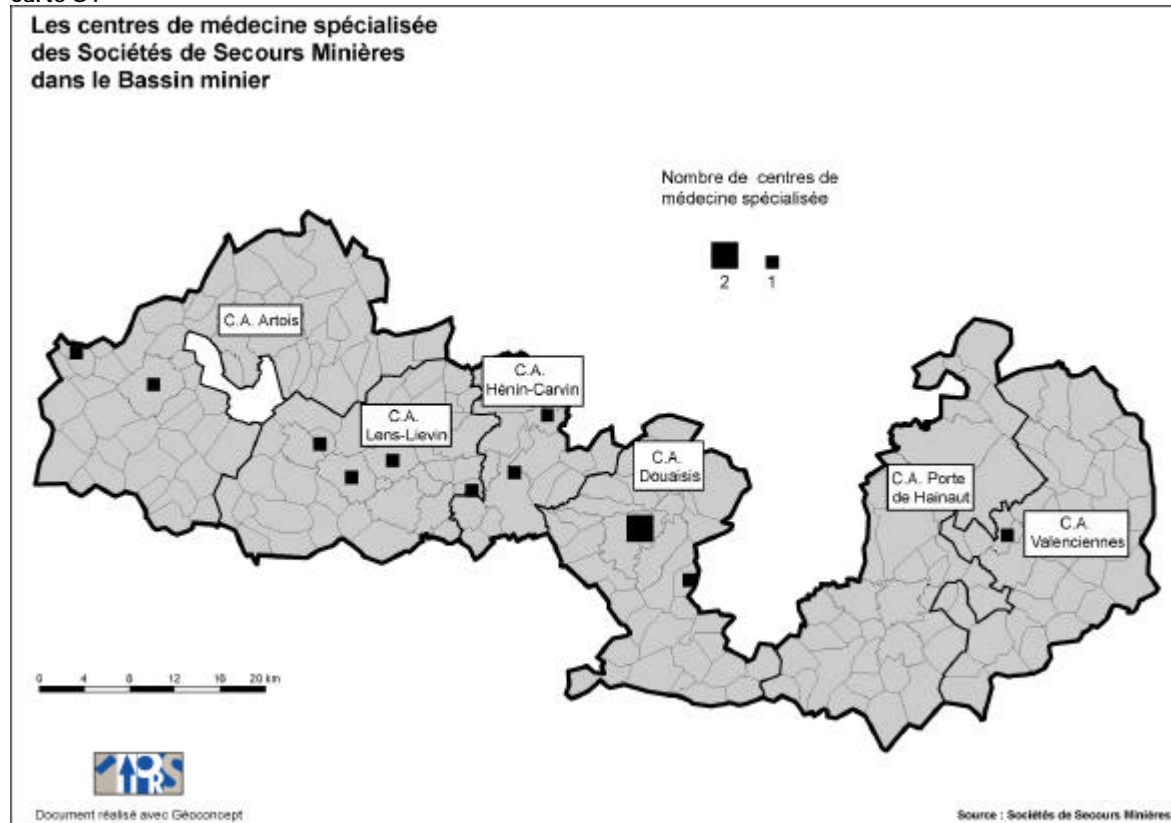 Les centres de médecine spécialisée
des Sociétés de Secours Minières
dans le Bassin minier
Nombre de centres de
médecine spécialisée
2 1
C.A. Artois
C.A.
Hénin-Carvin
C.A.
Lens-Lievin
C.A.
Douaisis
C.A. Porte
de Hainaut
C.A.
Valenciennes
0 4 8 12 16 20 km
Document réalisé avec Géoconcept
Source : Sociétés de Secours Minières